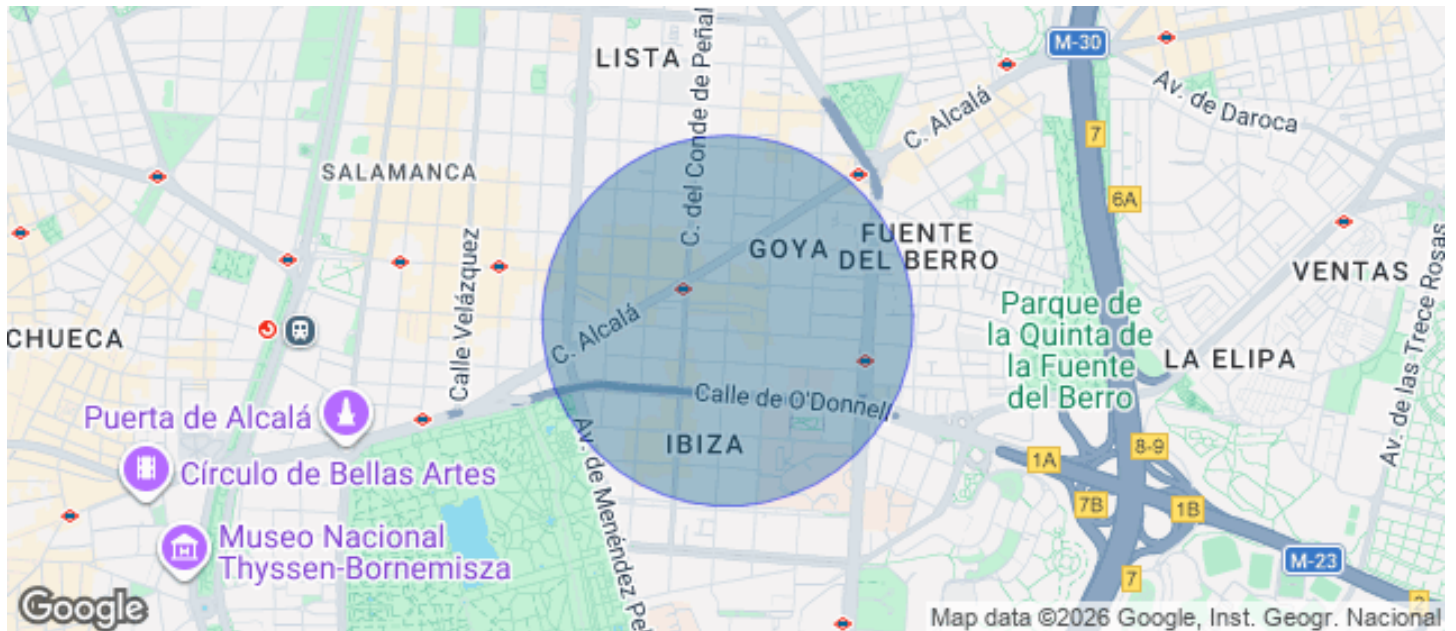 LISTA
M-30
C. del Conde de Peñal
C. Alcalá
Av. de Daroca
7
SALAMANCA
6A
Calle Velázquez
GOYA
FUENTE
DEL BERRO
VENTAS
Av. de las Trece Rosas
CHUECA
C. Alcalá
Parque de
la Quinta de
la Fuente
del Berro
LA ELIPA
Puerta de Alcalá
Calle de O'Donnell
IBIZA
Av. de Menéndez Pel
Círculo de Bellas Artes
1A
8-9
7B
1B
Museo Nacional
Thyssen-Bornemisza
M-23
7
2
Google
Map data ©2026 Google, Inst. Geogr. Nacional